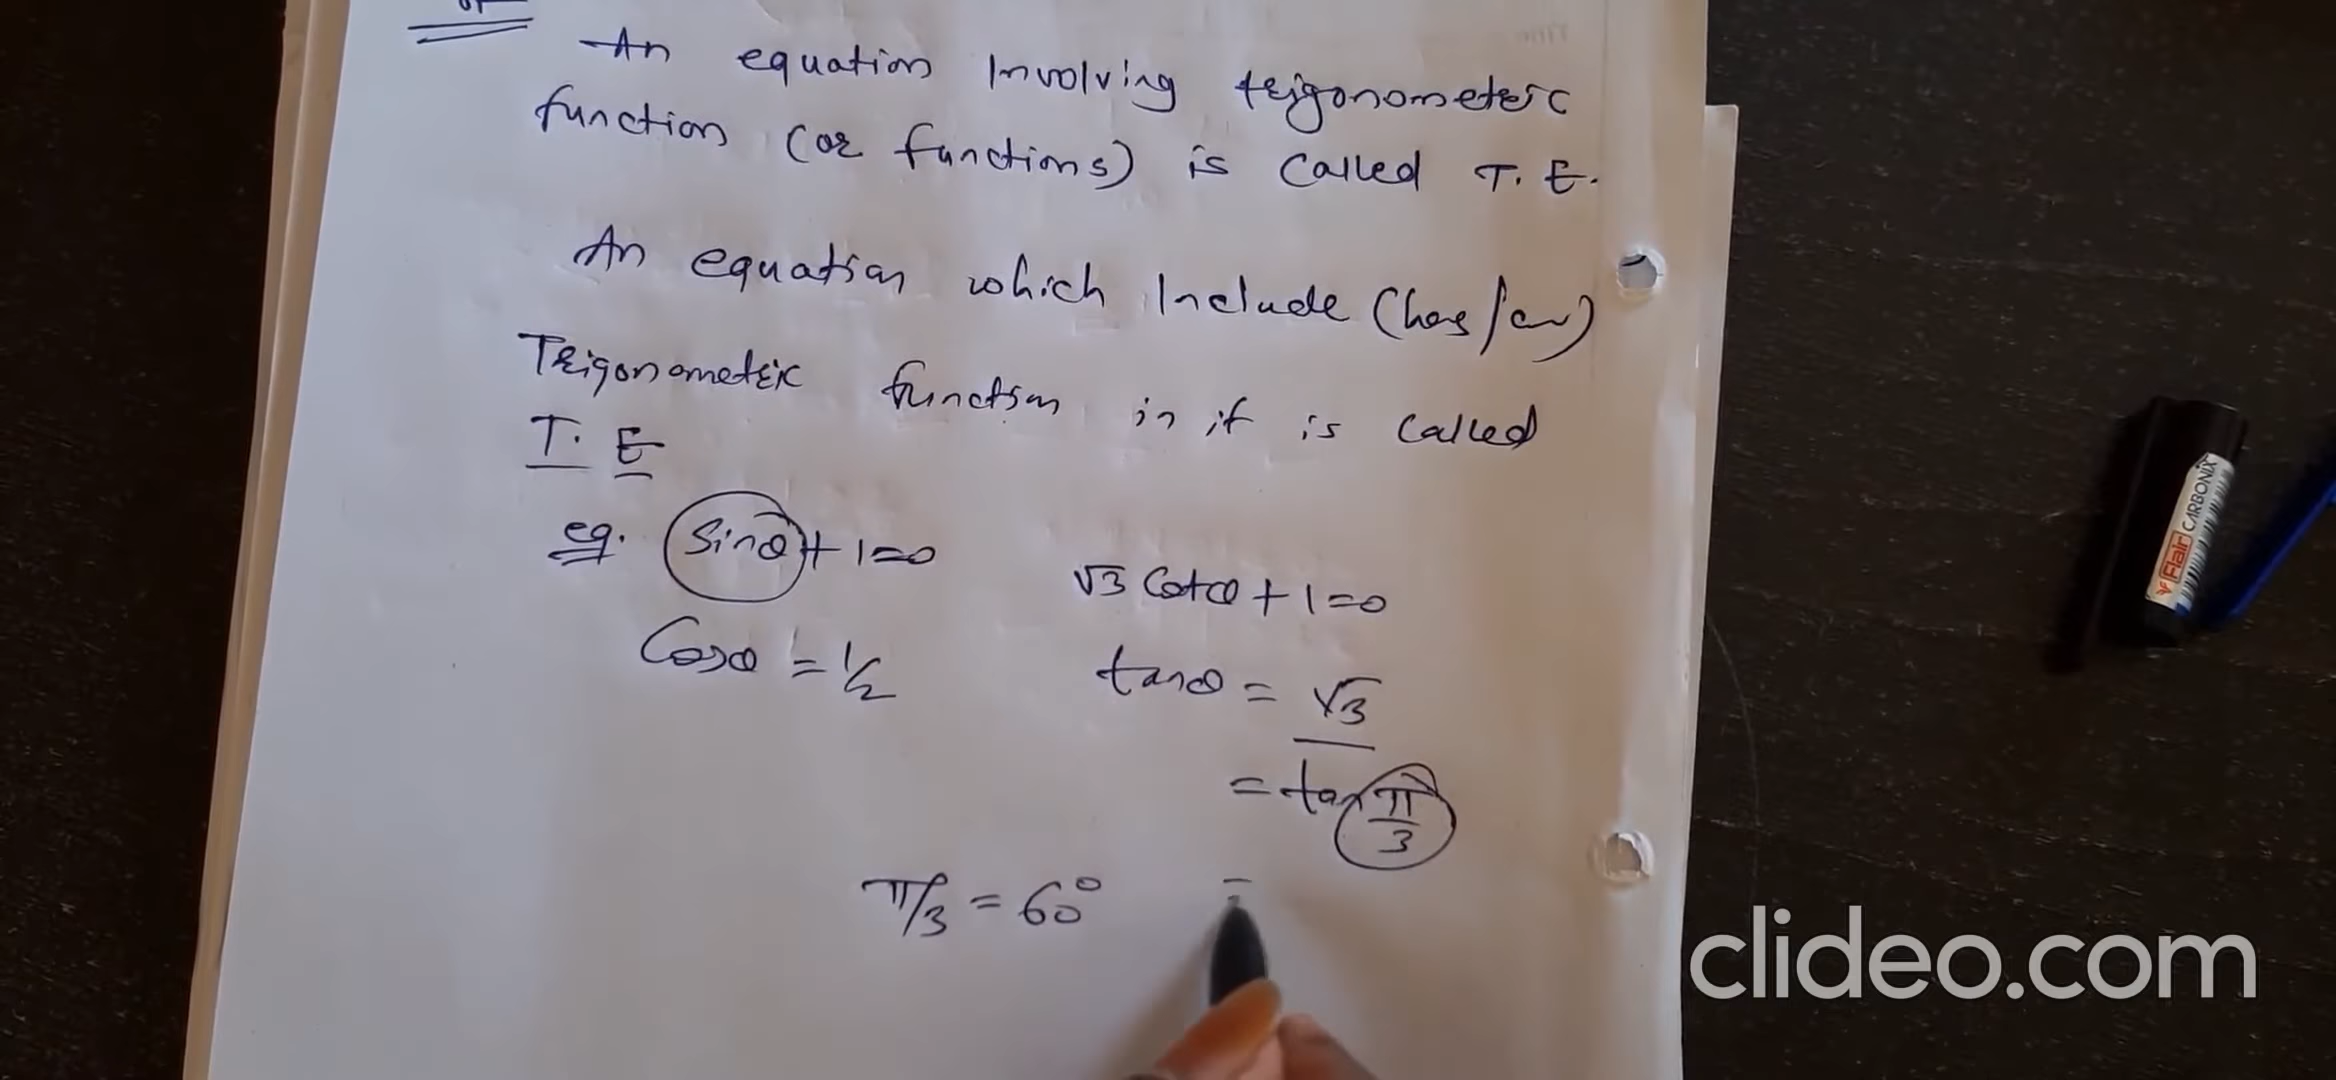 An equation Involving trigonometric
function (or functions) is called T. E.
An equation which Include (has/
Trigonometric function in it is called
T. E
eg. sinθ + 1 = 0
√3 cotθ + 1 = 0
Cosθ = 1/2
tanθ = √3
= tan π/3
π/3 = 60°
Flair CARBONIX
clideo.com